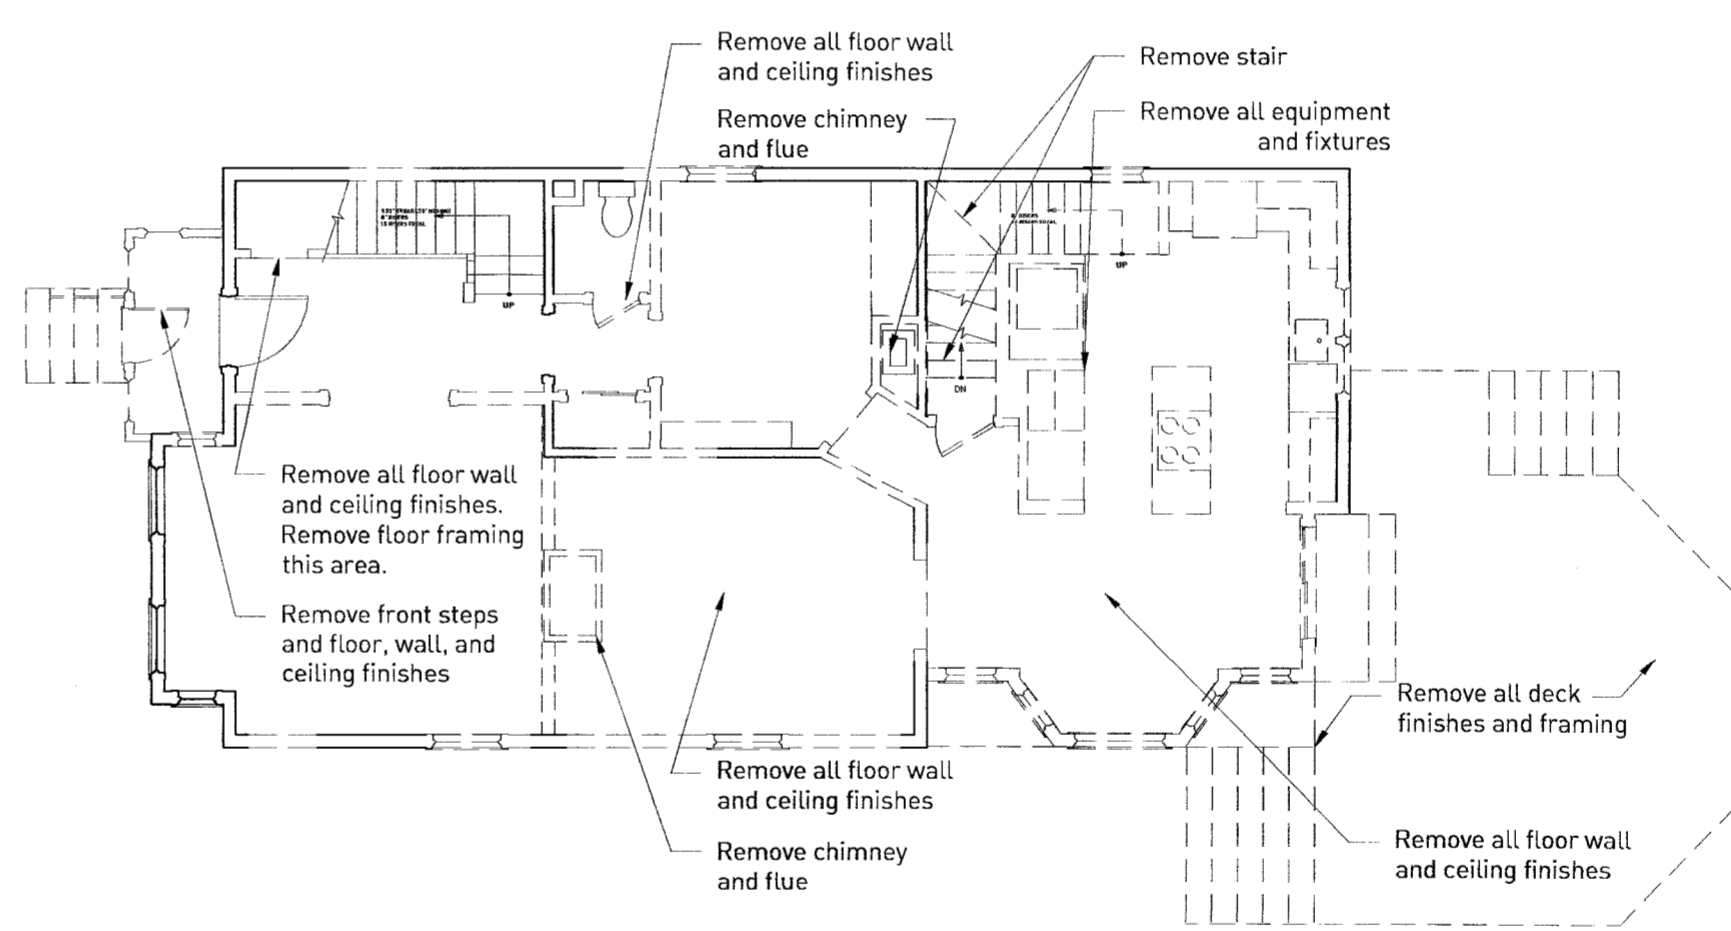 Remove all floor wall
and ceiling finishes
Remove stair
Remove chimney
and flue
Remove all equipment
and fixtures
UP
UP
DN
Remove all floor wall
and ceiling finishes.
Remove floor framing
this area.
Remove front steps
and floor, wall, and
ceiling finishes
Remove all deck
finishes and framing
Remove all floor wall
and ceiling finishes
Remove chimney
and flue
Remove all floor wall
and ceiling finishes